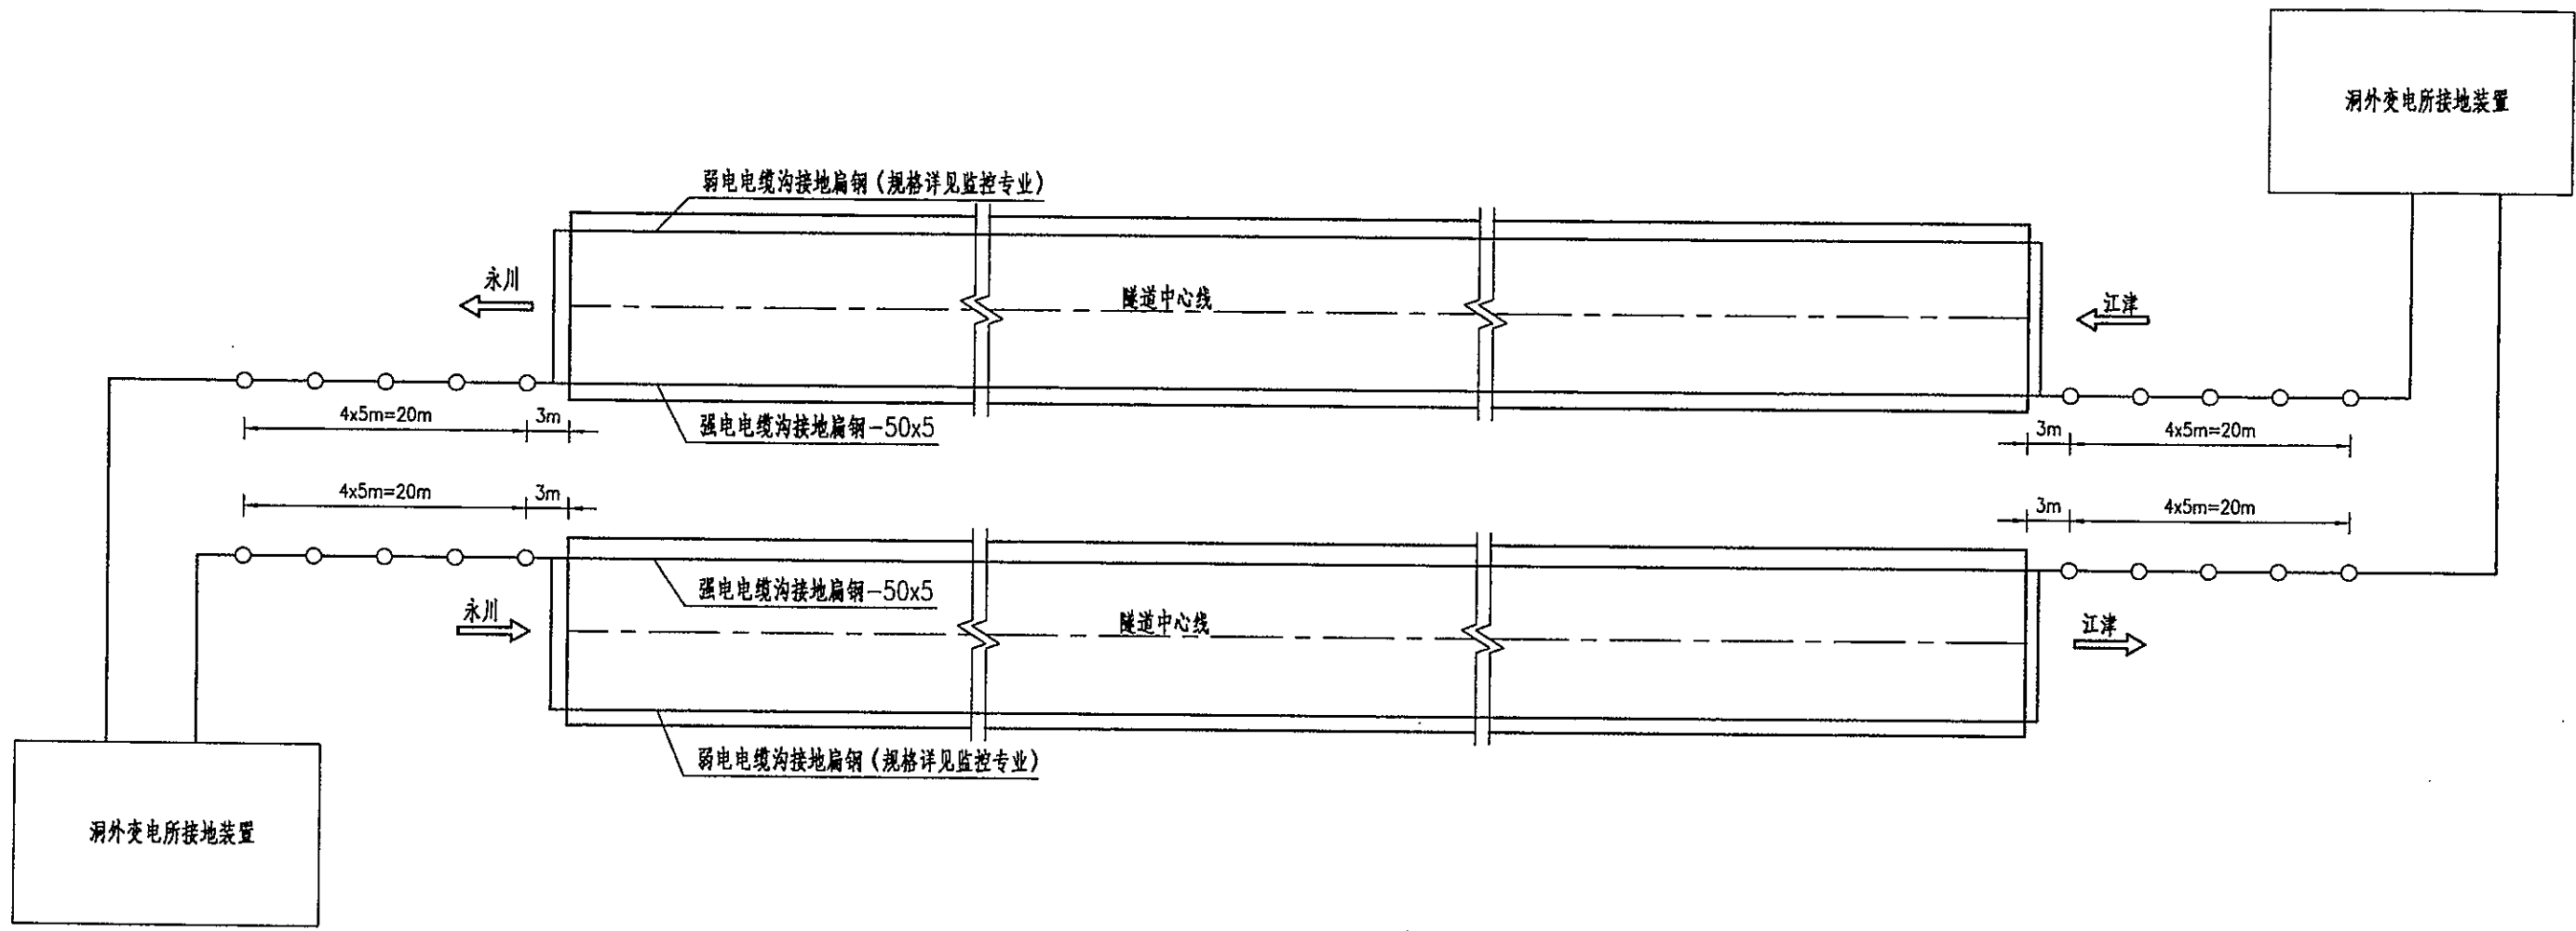 洞外变电所接地装置
弱电电缆沟接地扁钢（规格详见监控专业）
永川
隧道中心线
江津
4x5m=20m
3m
强电电缆沟接地扁钢-50x5
3m
4x5m=20m
4x5m=20m
3m
3m
4x5m=20m
强电电缆沟接地扁钢-50x5
永川
隧道中心线
江津
弱电电缆沟接地扁钢（规格详见监控专业）
洞外变电所接地装置